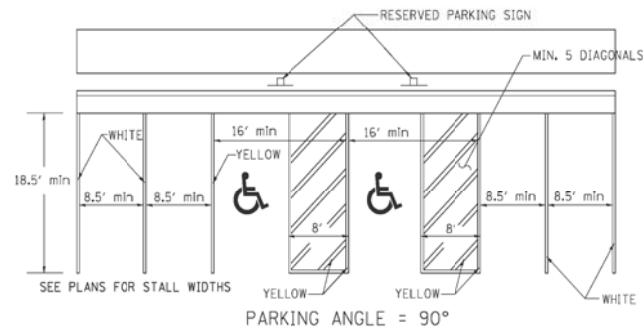 RESERVED PARKING SIGN
MIN. 5 DIAGONALS
16' min
16' min
WHITE
YELLOW
18.5' min
8.5' min
8.5' min
8.5' min
8.5' min
8'
8'
SEE PLANS FOR STALL WIDTHS
YELLOW
YELLOW
WHITE
PARKING ANGLE = 90°